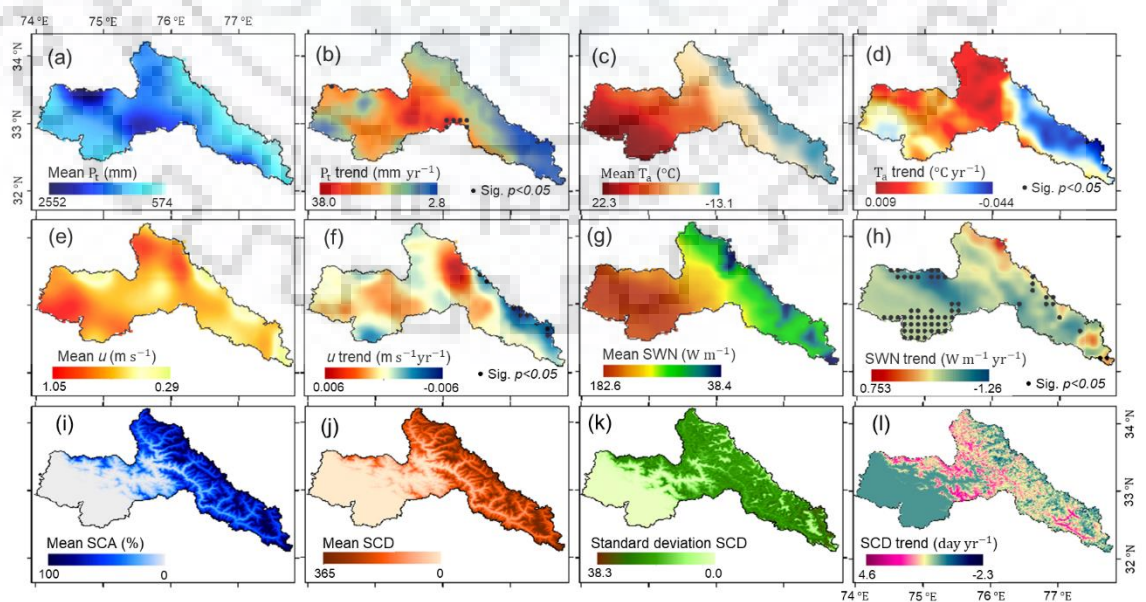 74 °E 75 °E 76 °E 77 °E
34 °N
33 °N
32 °N
(a)
Mean Pₜ (mm)
2552 574
(b)
Pₜ trend (mm yr⁻¹)
38.0 2.8
• Sig. p<0.05
(c)
Mean Tₐ (°C)
22.3 -13.1
(d)
Tₐ trend (°C yr⁻¹)
0.009 -0.044
• Sig. p<0.05
(e)
Mean u (m s⁻¹)
1.05 0.29
(f)
u trend (m s⁻¹yr⁻¹)
0.006 -0.006
• Sig. p<0.05
(g)
Mean SWN (W m⁻¹)
182.6 38.4
(h)
SWN trend (W m⁻¹ yr⁻¹)
0.753 -1.26
• Sig. p<0.05
(i)
Mean SCA (%)
100 0
(j)
Mean SCD
365 0
(k)
Standard deviation SCD
38.3 0.0
(l)
SCD trend (day yr⁻¹)
4.6 -2.3
34 °N
33 °N
32 °N
74 °E 75 °E 76 °E 77 °E